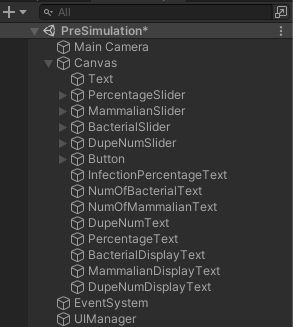 All
PreSimulation*
Main Camera
Canvas
Text
PercentageSlider
MammalianSlider
BacterialSlider
DupeNumSlider
Button
InfectionPercentageText
NumOfBacterialText
NumOfMammalianText
DupeNumText
PercentageText
BacterialDisplayText
MammalianDisplayText
DupeNumDisplayText
EventSystem
UIManager